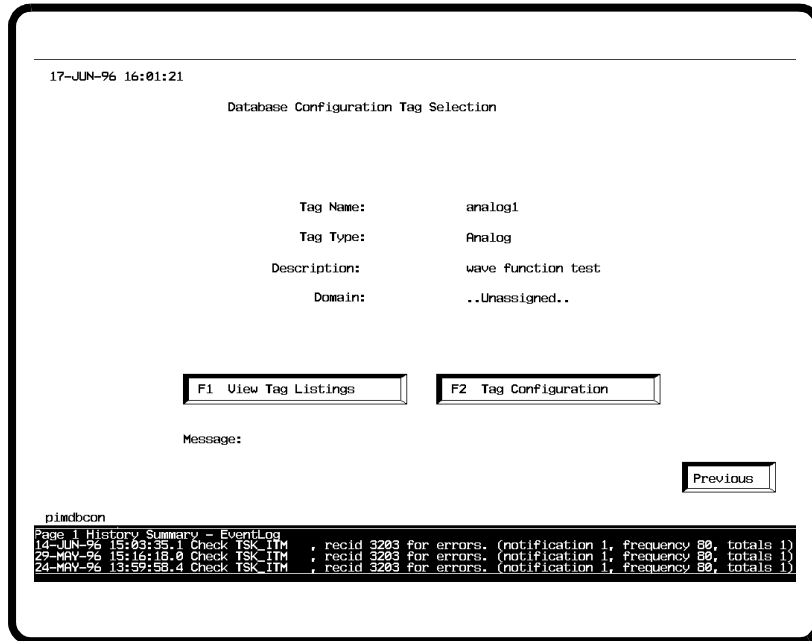 17-JUN-96 16:01:21
Database Configuration Tag Selection
Tag Name: analog1
Tag Type: Analog
Description: wave function test
Domain: ..Unassigned..
F1 View Tag Listings F2 Tag Configuration
Message:
Previous
pimdbcon
Page 1 History Summary - EventLog
14-JUN-96 15:03:35.1 Check TSK_ITM , recid 3203 for errors. (notification 1, frequency 80, totals 1)
29-MAY-96 15:16:18.0 Check TSK_ITM , recid 3203 for errors. (notification 1, frequency 80, totals 1)
24-MAY-96 13:59:58.4 Check TSK_ITM , recid 3203 for errors. (notification 1, frequency 80, totals 1)